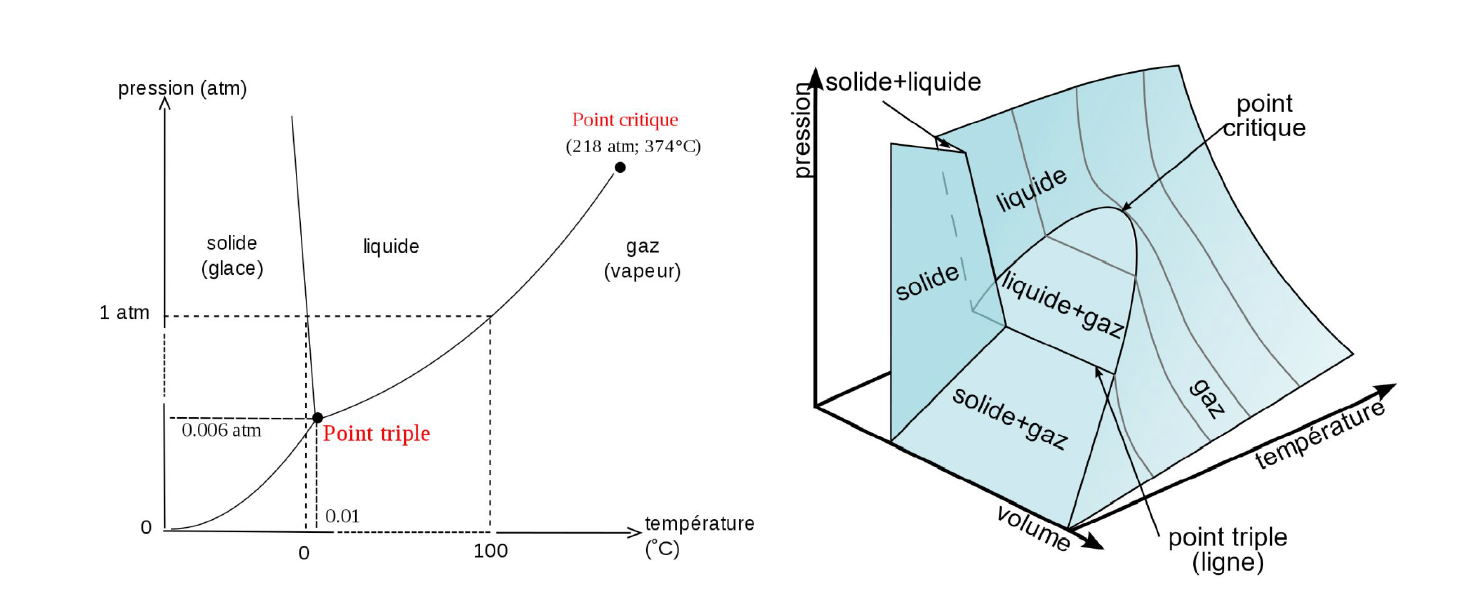 pression (atm)
Point critique
(218 atm; 374°C)
solide
(glace)
liquide
gaz
(vapeur)
1 atm
0.006 atm
Point triple
0.01
0
température
(°C)
0
100
pression
solide+liquide
point
critique
liquide
solide
liquide+gaz
solide+gaz
gaz
température
volume
point triple
(ligne)